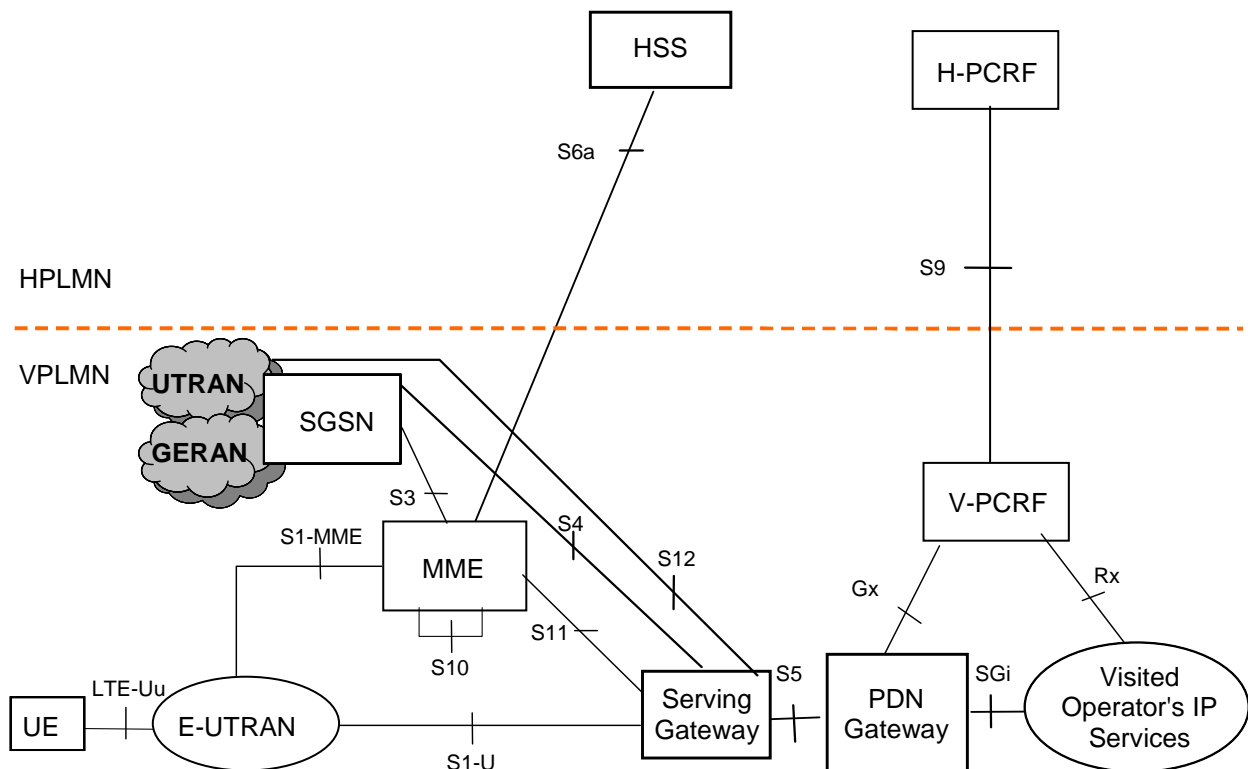 HSS
H-PCRF
S6a
S9
HPLMN
VPLMN
UTRAN
SGSN
GERAN
S3
S4
V-PCRF
S1-MME
MME
S12
Gx
Rx
S11
S10
LTE-Uu
S5
SGi
UE
E-UTRAN
S1-U
Serving
Gateway
PDN
Gateway
Visited
Operator's IP
Services